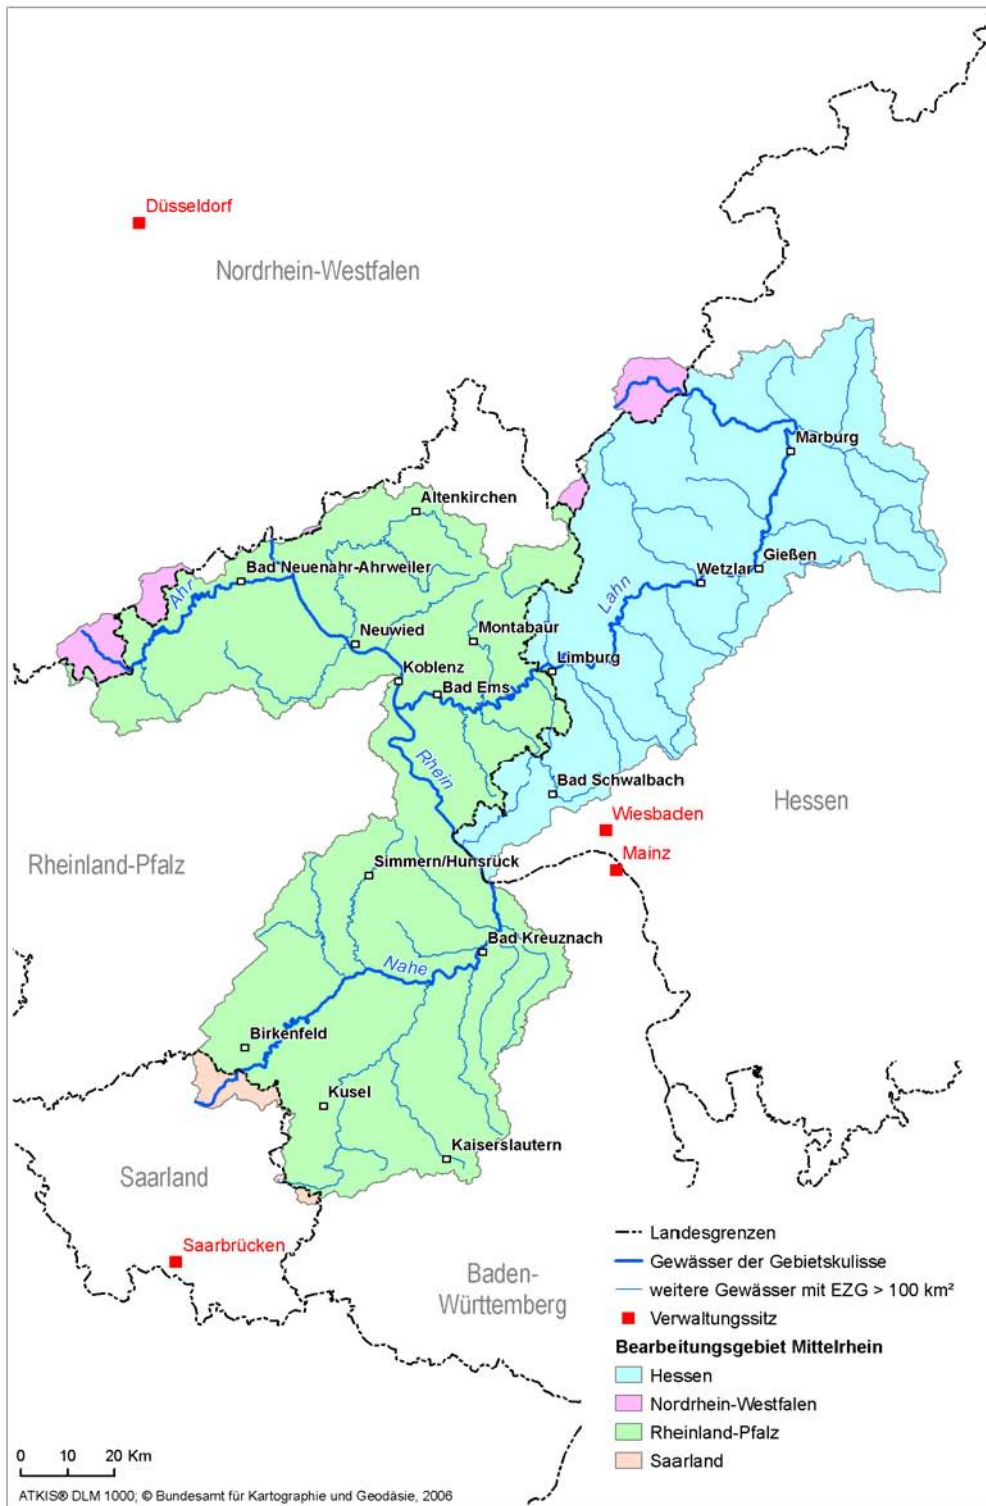 Düsseldorf
Nordrhein-Westfalen
Marburg
Altenkirchen
Gießen
Bad Neuenahr-Ahrweiler
Wetzlar
Ahr
Lahn
Neuwied
Montabaur
Limburg
Koblenz
Bad Ems
Rhein
Bad Schwalbach
Hessen
Wiesbaden
Mainz
Rheinland-Pfalz
Simmern/Hunsrück
Bad Kreuznach
Nahe
Birkenfeld
Kusel
Kaiserslautern
Saarland
Saarbrücken
Baden-
Württemberg
Landesgrenzen
Gewässer der Gebietskulisse
weitere Gewässer mit EZG > 100 km²
Verwaltungssitz
Bearbeitungsgebiet Mittelrhein
Hessen
Nordrhein-Westfalen
Rheinland-Pfalz
Saarland
0 10 20 Km
ATKIS® DLM 1000; © Bundesamt für Kartographie und Geodäsie, 2006